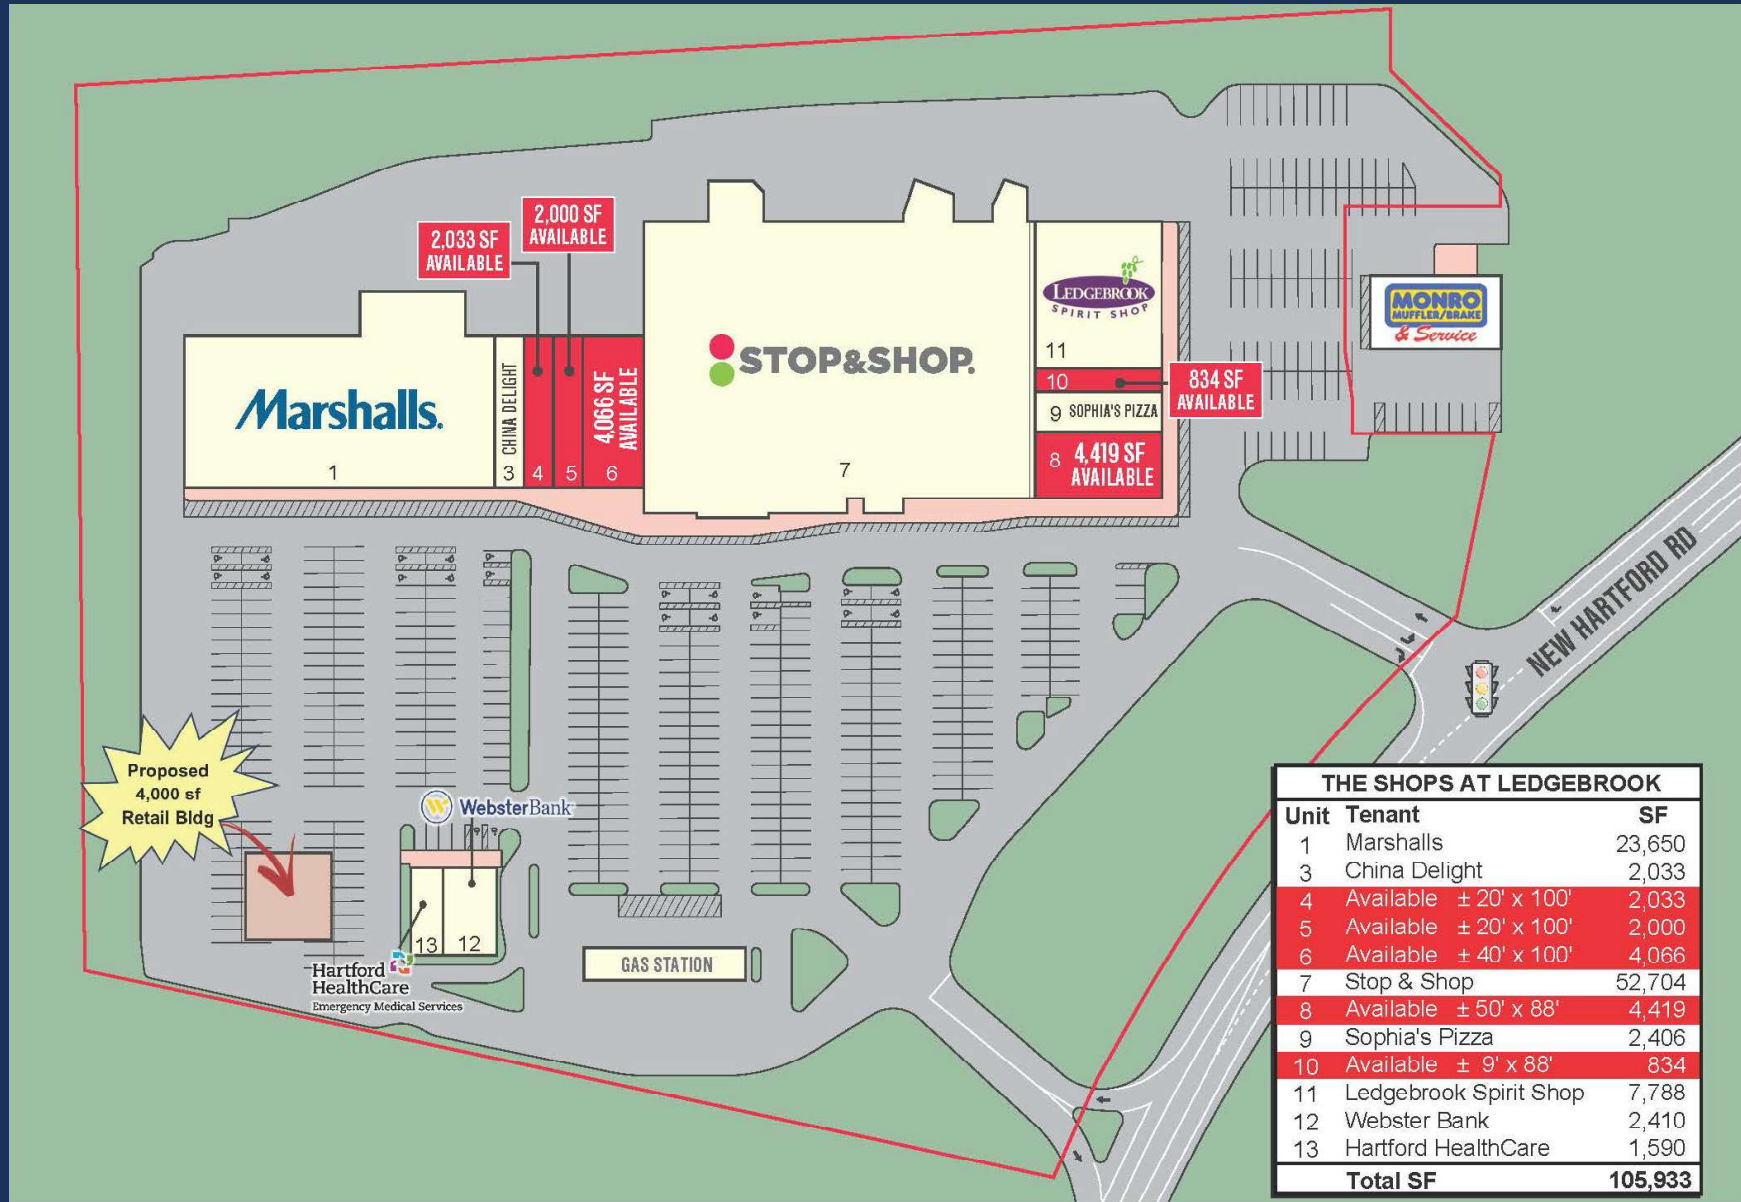 2,033 SF
AVAILABLE
2,000 SF
AVAILABLE
Marshalls.
1
CHINA DELIGHT
3
4
5
4,066 SF
AVAILABLE
6
STOP&SHOP.
7
LEDGEBROOK
SPIRIT SHOP
11
10
834 SF
AVAILABLE
9 SOPHIA'S PIZZA
8 4,419 SF
AVAILABLE
MONRO
MUFFLER/BRAKE
& Service
NEW HARTFORD RD
Proposed
4,000 sf
Retail Bldg
W WebsterBank
13 12
Hartford
HealthCare
Emergency Medical Services
GAS STATION
THE SHOPS AT LEDGEBROOK
Unit Tenant SF
1 Marshalls 23,650
3 China Delight 2,033
4 Available ± 20' x 100' 2,033
5 Available ± 20' x 100' 2,000
6 Available ± 40' x 100' 4,066
7 Stop & Shop 52,704
8 Available ± 50' x 88' 4,419
9 Sophia's Pizza 2,406
10 Available ± 9' x 88' 834
11 Ledgebrook Spirit Shop 7,788
12 Webster Bank 2,410
13 Hartford HealthCare 1,590
Total SF 105,933